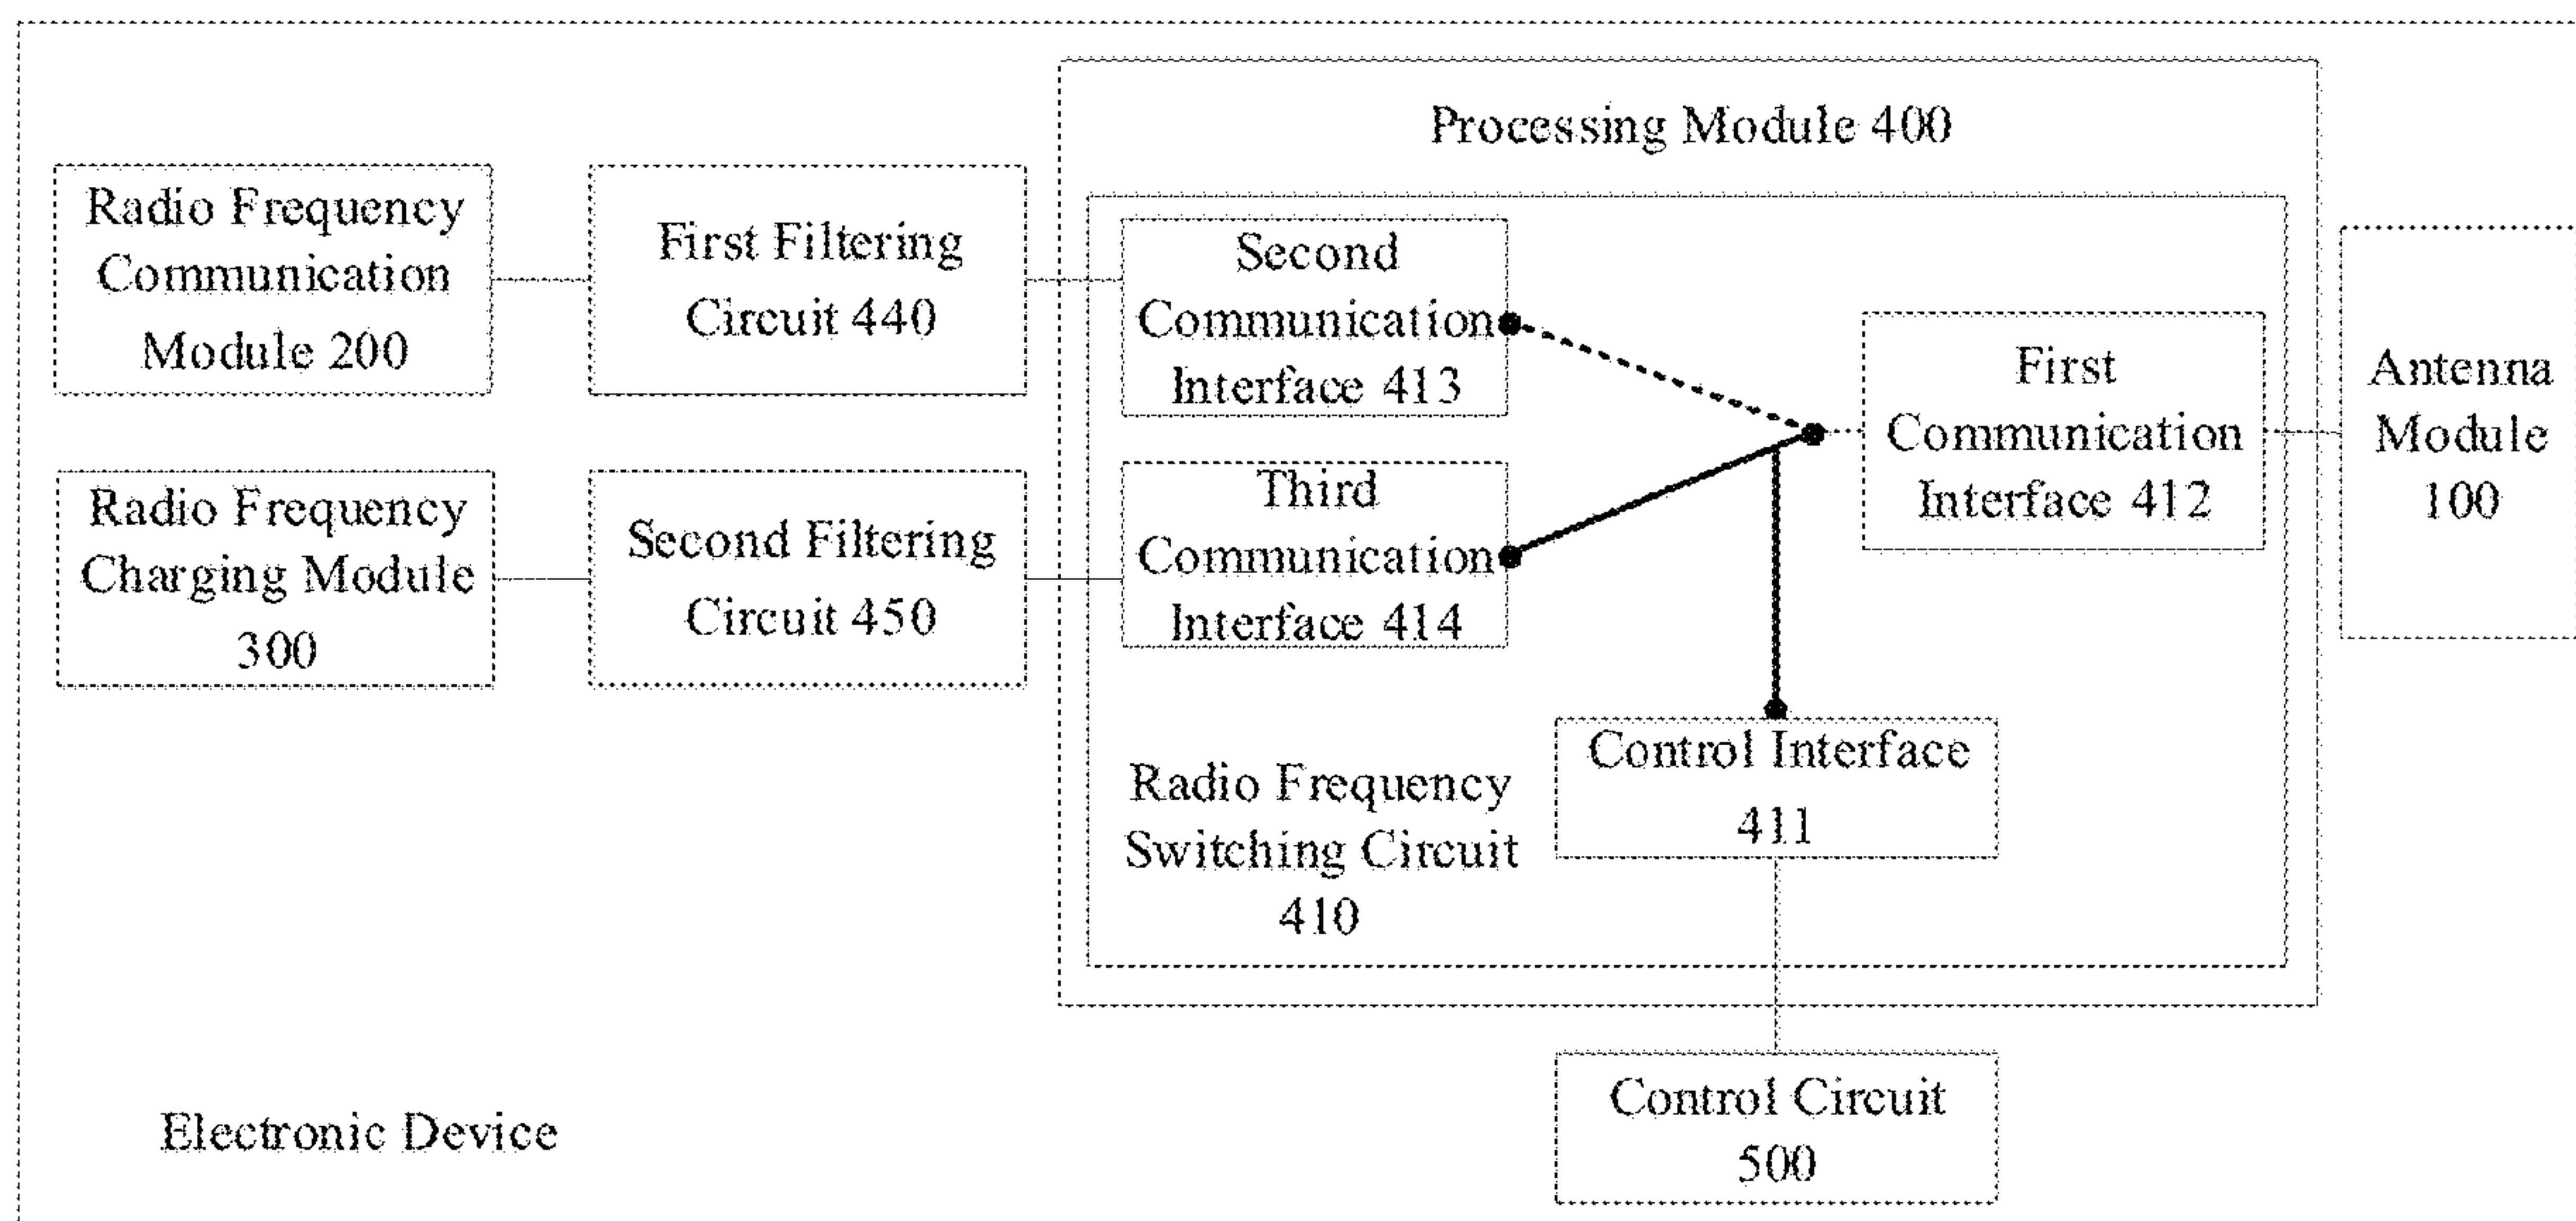 Processing Module 400
Radio Frequency
Communication
Module 200
First Filtering
Circuit 440
Second
Communication
Interface 413
First
Communication
Interface 412
Antenna
Module
100
Radio Frequency
Charging Module
300
Second Filtering
Circuit 450
Third
Communication
Interface 414
Control Interface
411
Radio Frequency
Switching Circuit
410
Control Circuit
500
Electronic Device